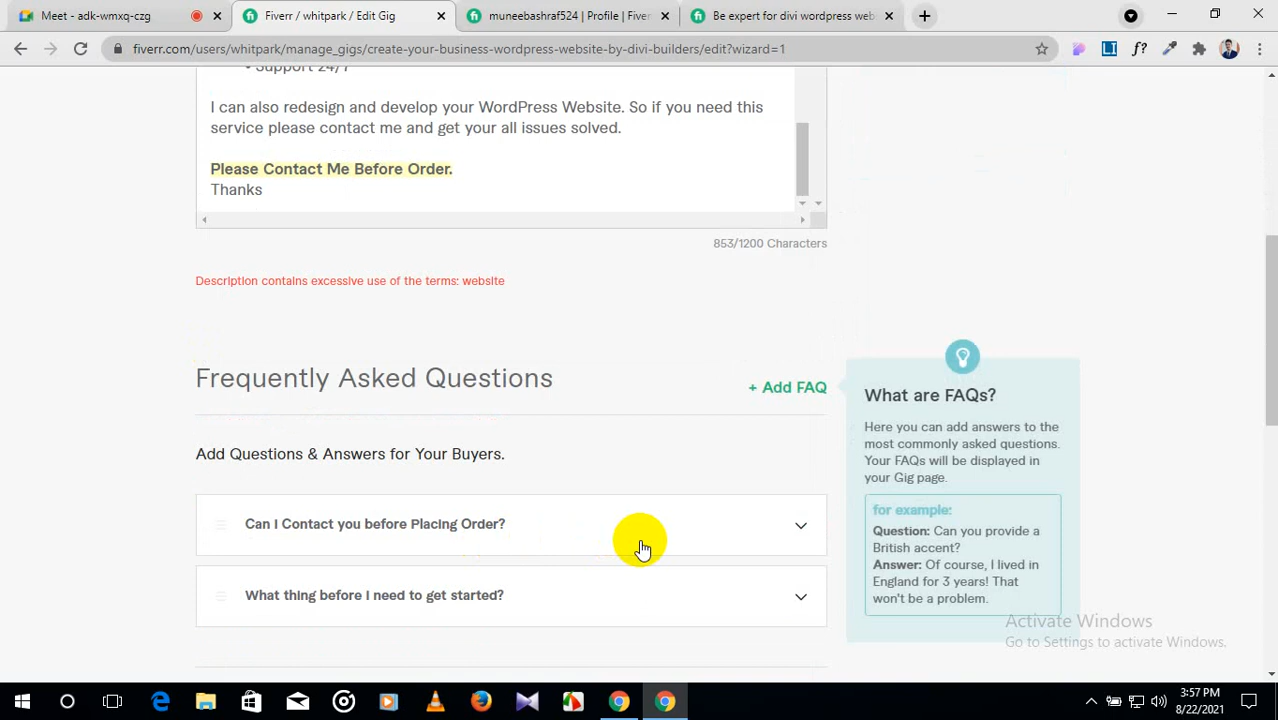 Meet - adk-wmxq-czg
Fiverr / whitpark / Edit Gig
muneebashraf524 | Profile | Fiverr
Be expert for divi wordpress web
fiverr.com/users/whitpark/manage_gigs/create-your-business-wordpress-website-by-divi-builders/edit?wizard=1
Support 24/7
I can also redesign and develop your WordPress Website. So if you need this
service please contact me and get your all issues solved.
Please Contact Me Before Order.
Thanks
853/1200 Characters
Description contains excessive use of the terms: website
Frequently Asked Questions
+ Add FAQ
Add Questions & Answers for Your Buyers.
Can I Contact you before Placing Order?
What thing before I need to get started?
What are FAQs?
Here you can add answers to the
most commonly asked questions.
Your FAQs will be displayed in
your Gig page.
for example:
Question: Can you provide a
British accent?
Answer: Of course, I lived in
England for 3 years! That
won't be a problem.
Activate Windows
Go to Settings to activate Windows.
3:57 PM
8/22/2021